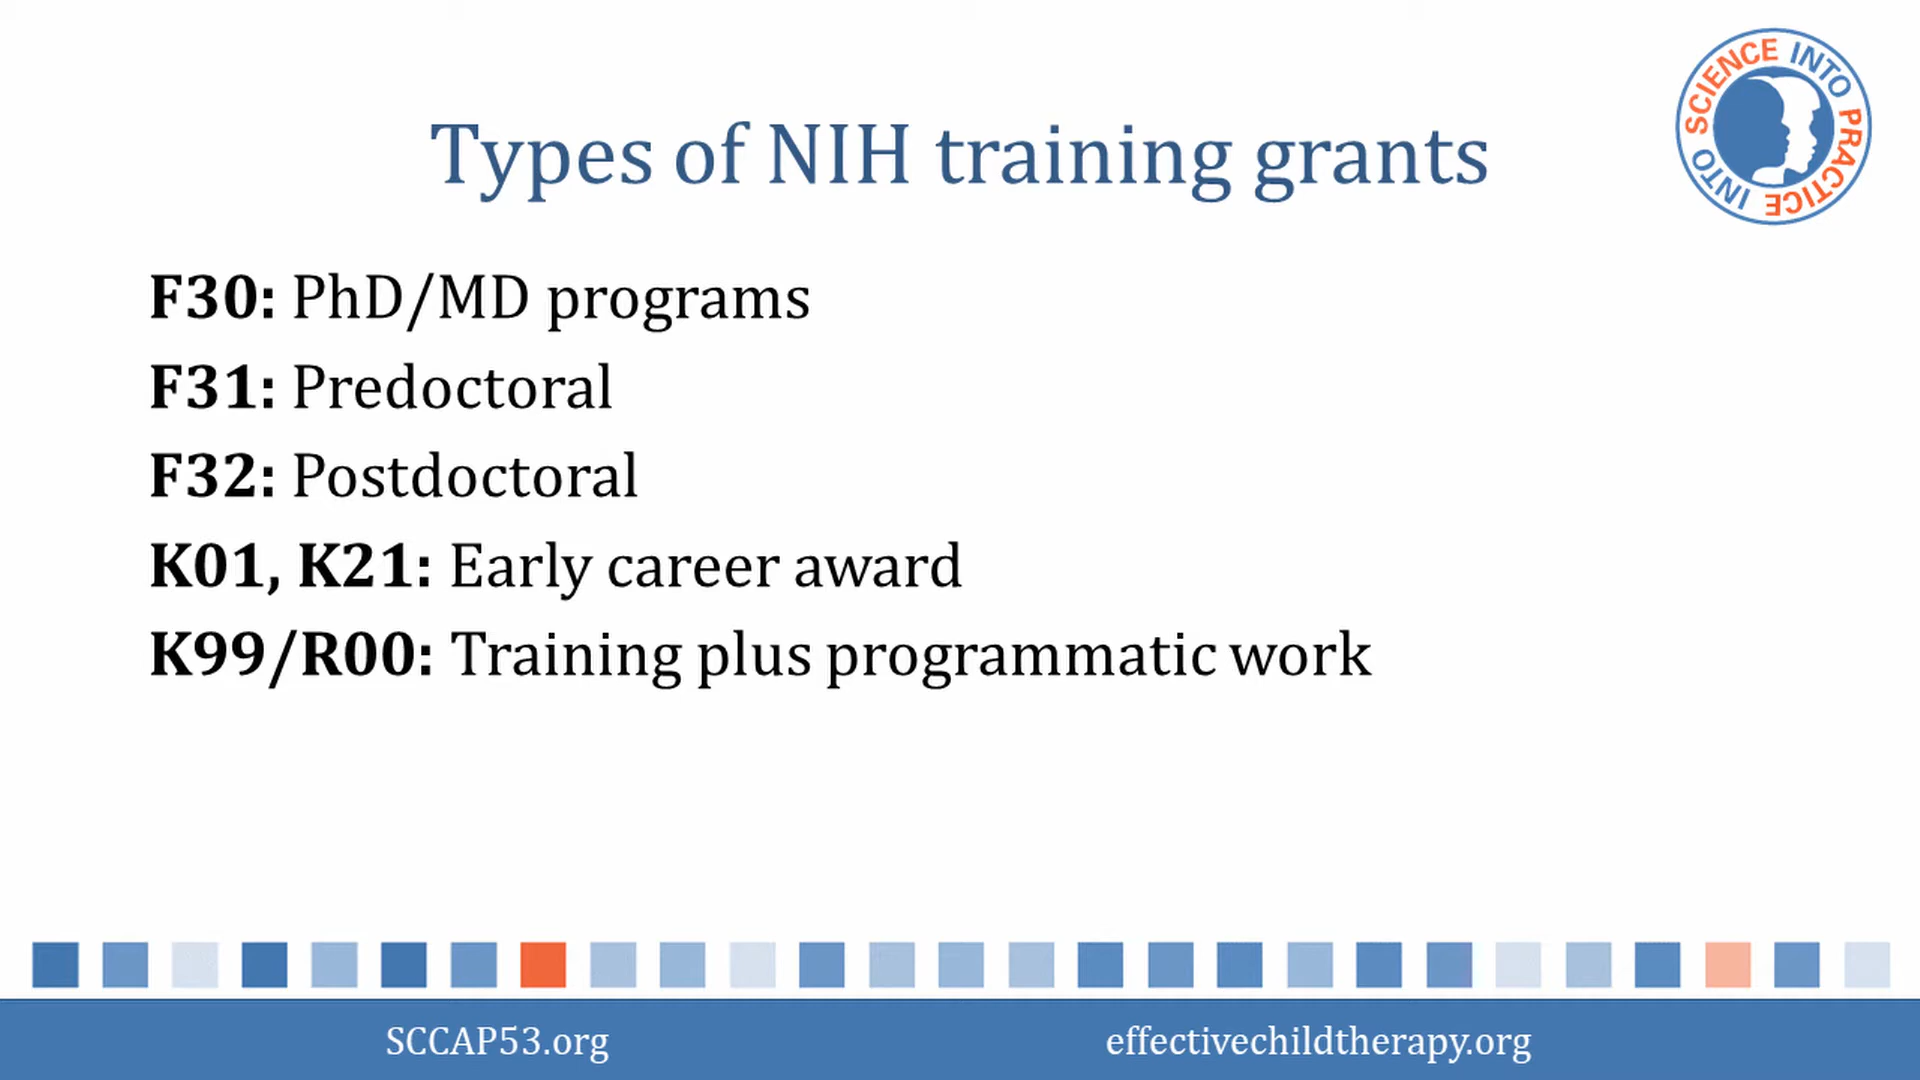 Types of NIH training grants
SCIENCE INTO PRACTICE INTO
F30: PhD/MD programs
F31: Predoctoral
F32: Postdoctoral
K01, K21: Early career award
K99/R00: Training plus programmatic work
SCCAP53.org
effectivechildtherapy.org